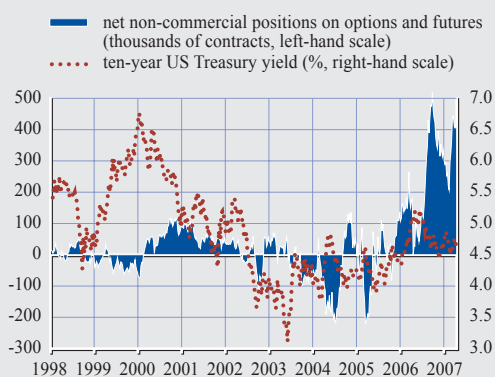 net non-commercial positions on options and futures
(thousands of contracts, left-hand scale)
ten-year US Treasury yield (%, right-hand scale)
500 7.0
400 6.5
300 6.0
200 5.5
100 5.0
0 4.5
-100 4.0
-200 3.5
-300 3.0
1998 1999 2000 2001 2002 2003 2004 2005 2006 2007